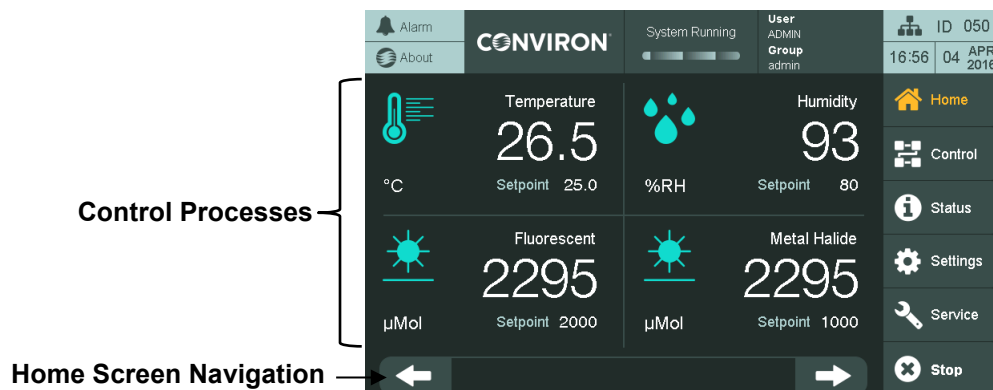 Alarm
About
CONVIRON
System Running
User
ADMIN
Group
admin
ID 050
16:56 04 APR 2016
Control Processes
Temperature
26.5
°C Setpoint 25.0
Humidity
93
%RH Setpoint 80
Fluorescent
2295
µMol Setpoint 2000
Metal Halide
2295
µMol Setpoint 1000
Home
Control
Status
Settings
Service
Stop
Home Screen Navigation